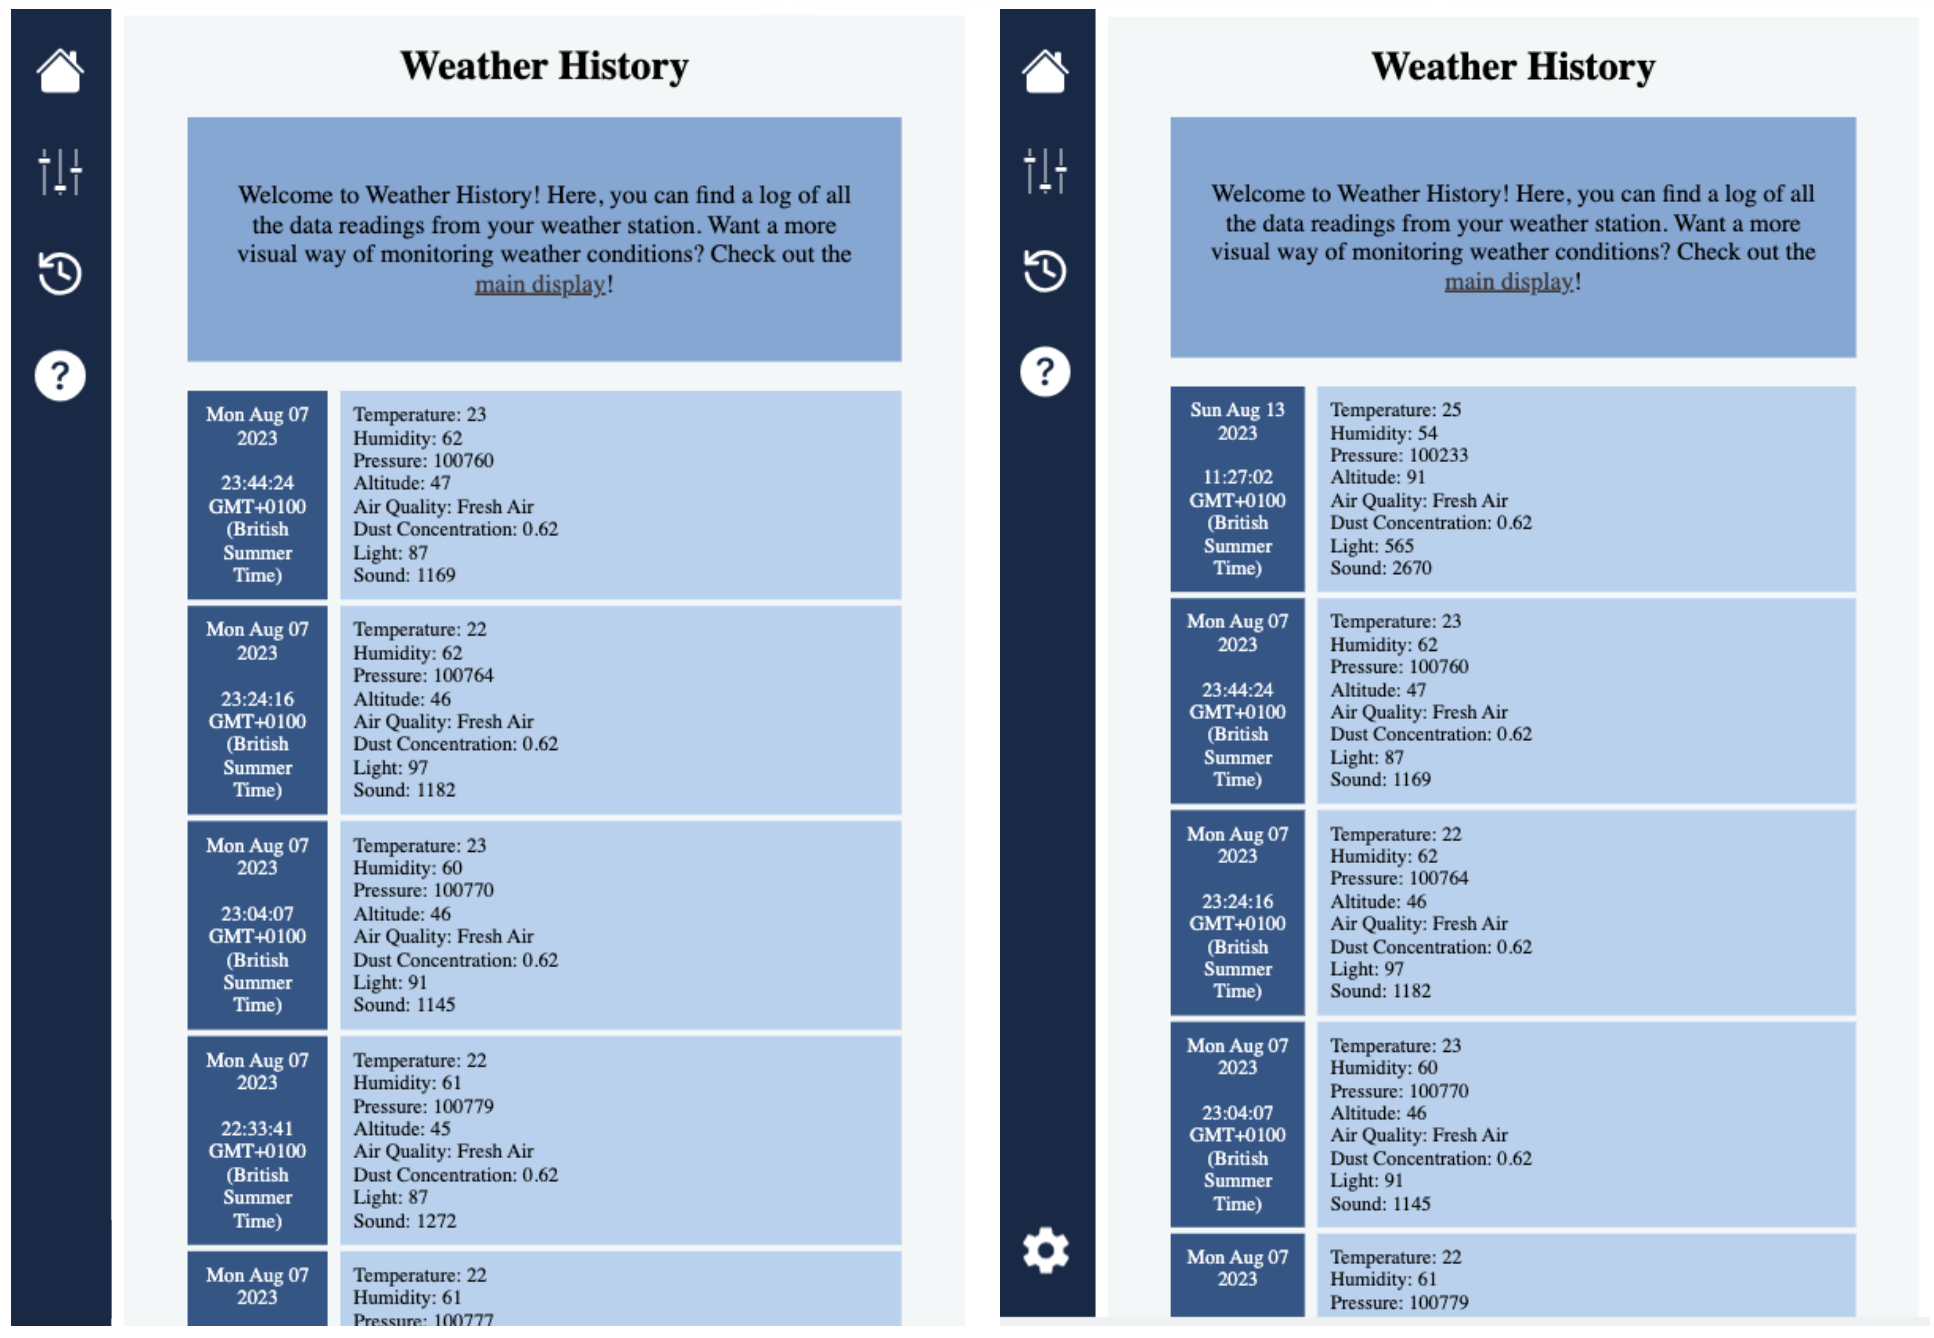 Weather History
Welcome to Weather History! Here, you can find a log of all
the data readings from your weather station. Want a more
visual way of monitoring weather conditions? Check out the
main display!
Mon Aug 07
2023
23:44:24
GMT+0100
(British
Summer
Time)
Temperature: 23
Humidity: 62
Pressure: 100760
Altitude: 47
Air Quality: Fresh Air
Dust Concentration: 0.62
Light: 87
Sound: 1169
Mon Aug 07
2023
23:24:16
GMT+0100
(British
Summer
Time)
Temperature: 22
Humidity: 62
Pressure: 100764
Altitude: 46
Air Quality: Fresh Air
Dust Concentration: 0.62
Light: 97
Sound: 1182
Mon Aug 07
2023
23:04:07
GMT+0100
(British
Summer
Time)
Temperature: 23
Humidity: 60
Pressure: 100770
Altitude: 46
Air Quality: Fresh Air
Dust Concentration: 0.62
Light: 91
Sound: 1145
Mon Aug 07
2023
22:33:41
GMT+0100
(British
Summer
Time)
Temperature: 22
Humidity: 61
Pressure: 100779
Altitude: 45
Air Quality: Fresh Air
Dust Concentration: 0.62
Light: 87
Sound: 1272
Mon Aug 07
2023
Temperature: 22
Humidity: 61
Pressure: 100777
Weather History
Welcome to Weather History! Here, you can find a log of all
the data readings from your weather station. Want a more
visual way of monitoring weather conditions? Check out the
main display!
Sun Aug 13
2023
11:27:02
GMT+0100
(British
Summer
Time)
Temperature: 25
Humidity: 54
Pressure: 100233
Altitude: 91
Air Quality: Fresh Air
Dust Concentration: 0.62
Light: 565
Sound: 2670
Mon Aug 07
2023
23:44:24
GMT+0100
(British
Summer
Time)
Temperature: 23
Humidity: 62
Pressure: 100760
Altitude: 47
Air Quality: Fresh Air
Dust Concentration: 0.62
Light: 87
Sound: 1169
Mon Aug 07
2023
23:24:16
GMT+0100
(British
Summer
Time)
Temperature: 22
Humidity: 62
Pressure: 100764
Altitude: 46
Air Quality: Fresh Air
Dust Concentration: 0.62
Light: 97
Sound: 1182
Mon Aug 07
2023
23:04:07
GMT+0100
(British
Summer
Time)
Temperature: 23
Humidity: 60
Pressure: 100770
Altitude: 46
Air Quality: Fresh Air
Dust Concentration: 0.62
Light: 91
Sound: 1145
Mon Aug 07
2023
Temperature: 22
Humidity: 61
Pressure: 100779